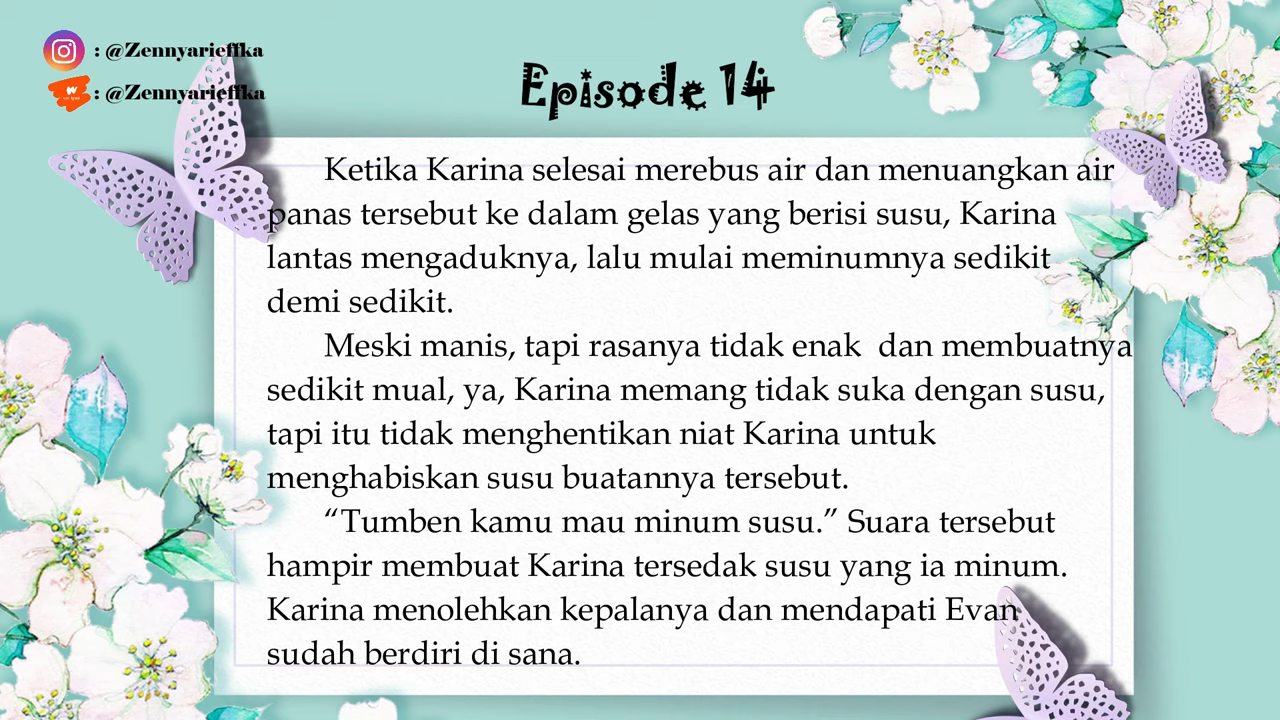 : @Zennyarieffka
: @Zennyarieffka
Episode 14
Ketika Karina selesai merebus air dan menuangkan air
panas tersebut ke dalam gelas yang berisi susu, Karina
lantas mengaduknya, lalu mulai meminumnya sedikit
demi sedikit.
Meski manis, tapi rasanya tidak enak  dan membuatnya
sedikit mual, ya, Karina memang tidak suka dengan susu,
tapi itu tidak menghentikan niat Karina untuk
menghabiskan susu buatannya tersebut.
“Tumben kamu mau minum susu.” Suara tersebut
hampir membuat Karina tersedak susu yang ia minum.
Karina menolehkan kepalanya dan mendapati Evan
sudah berdiri di sana.